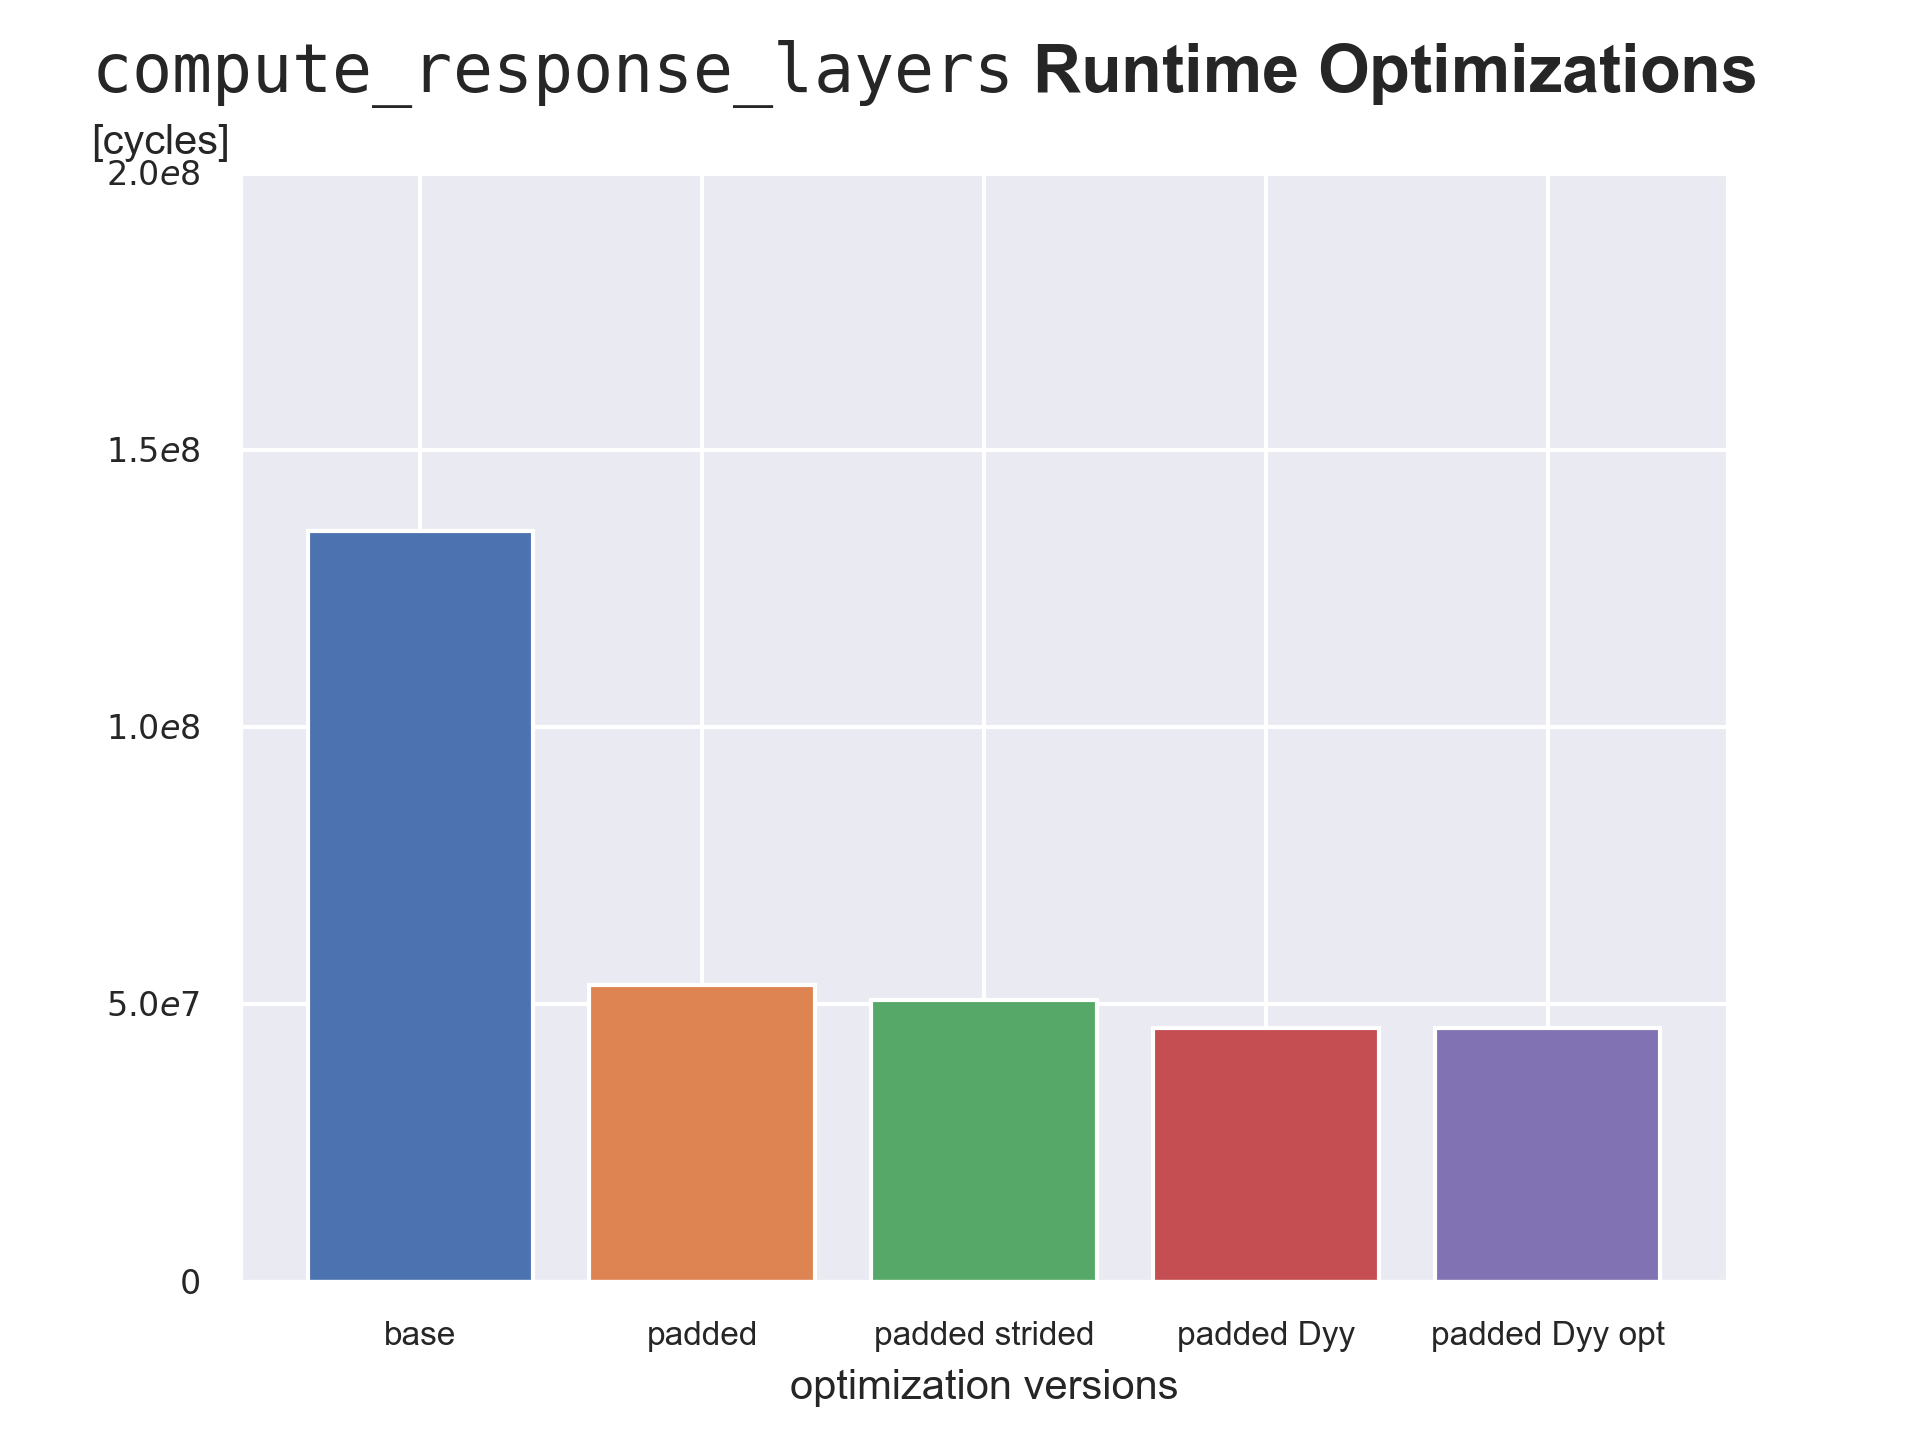 compute_response_layers Runtime Optimizations
[cycles]
2.0e8
1.5e8
1.0e8
5.0e7
0
base padded padded strided padded Dyy padded Dyy opt
optimization versions